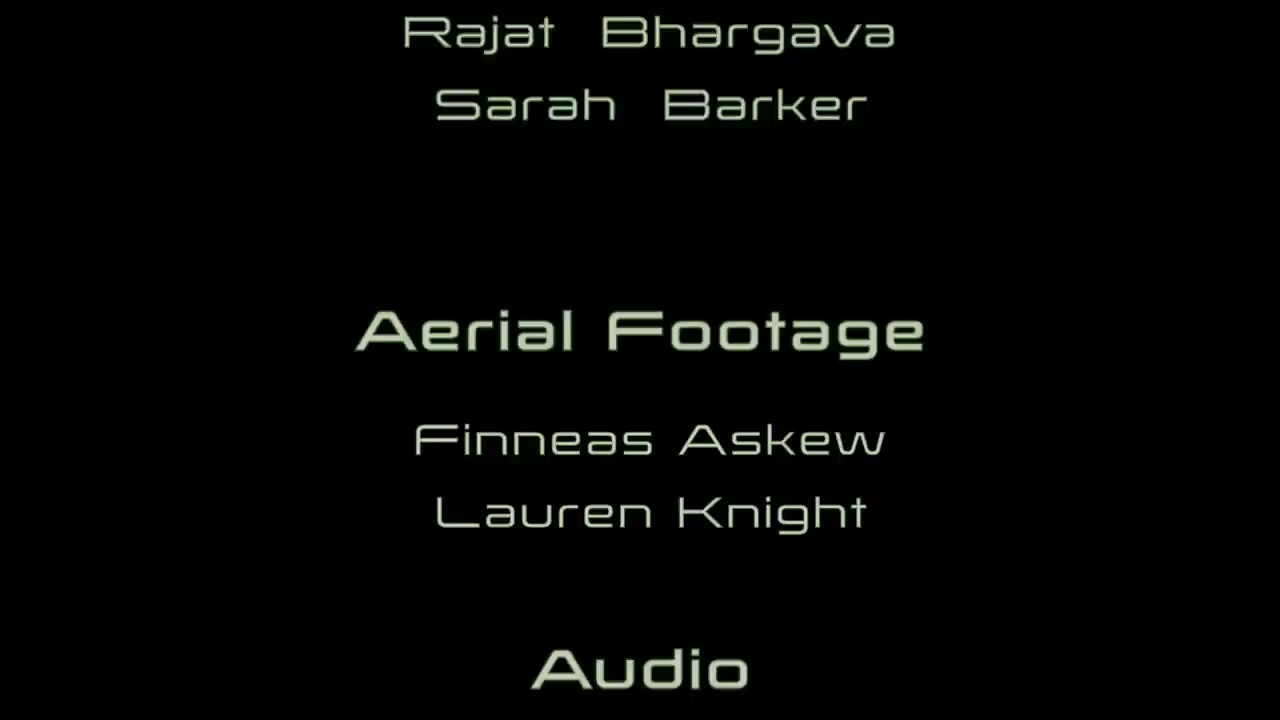 Rajat Bhargava
Sarah Barker
Aerial Footage
Finneas Askew
Lauren Knight
Audio